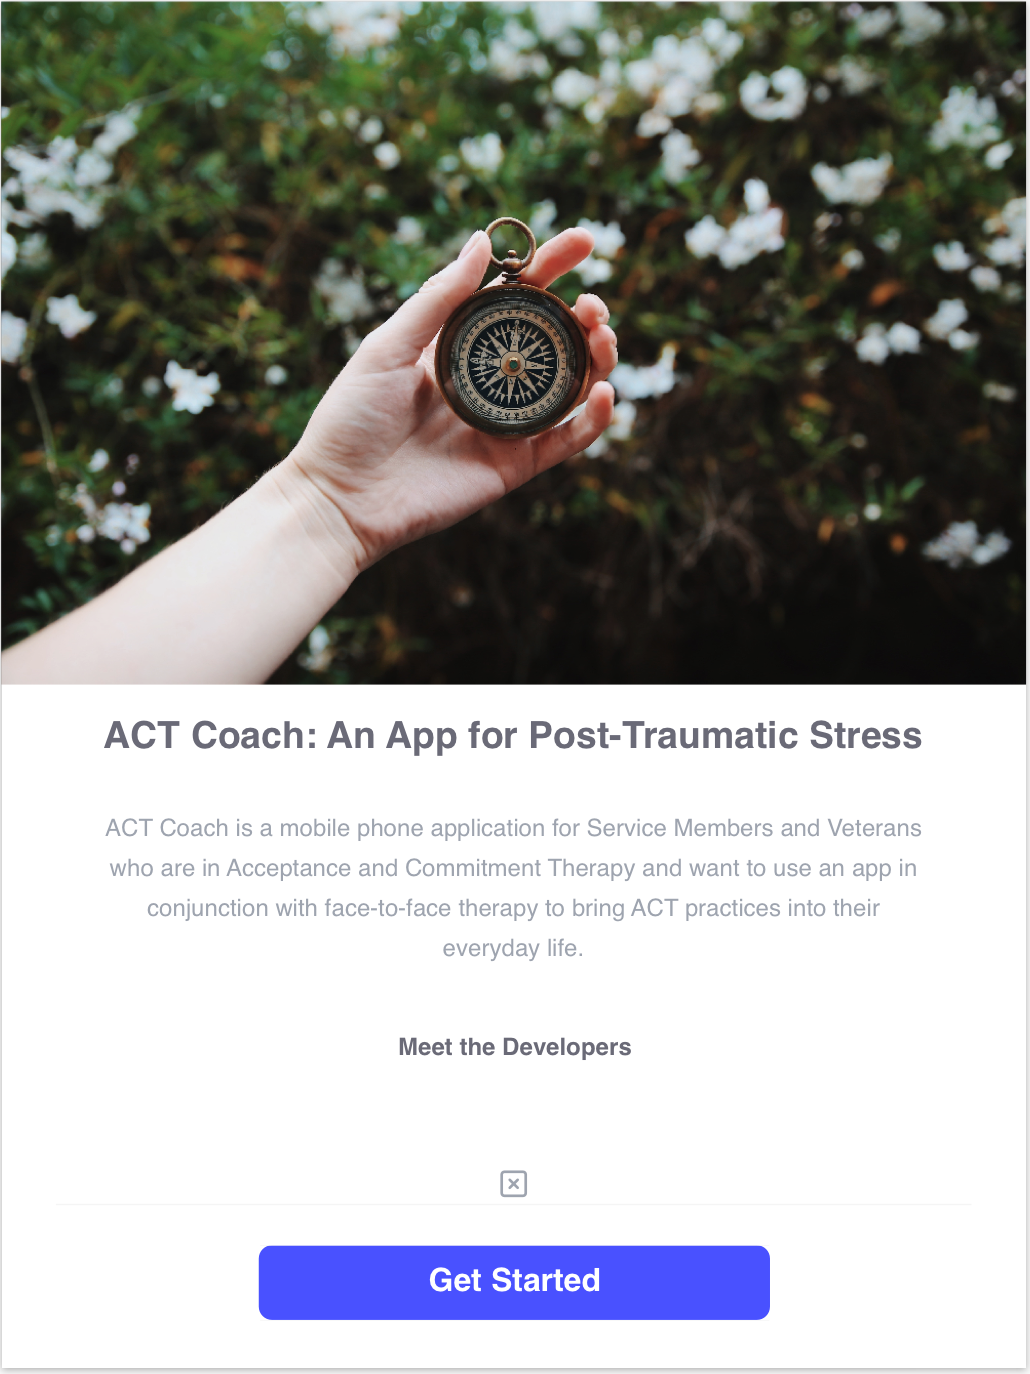 ACT Coach: An App for Post-Traumatic Stress
ACT Coach is a mobile phone application for Service Members and Veterans
who are in Acceptance and Commitment Therapy and want to use an app in
conjunction with face-to-face therapy to bring ACT practices into their
everyday life.
Meet the Developers
Get Started